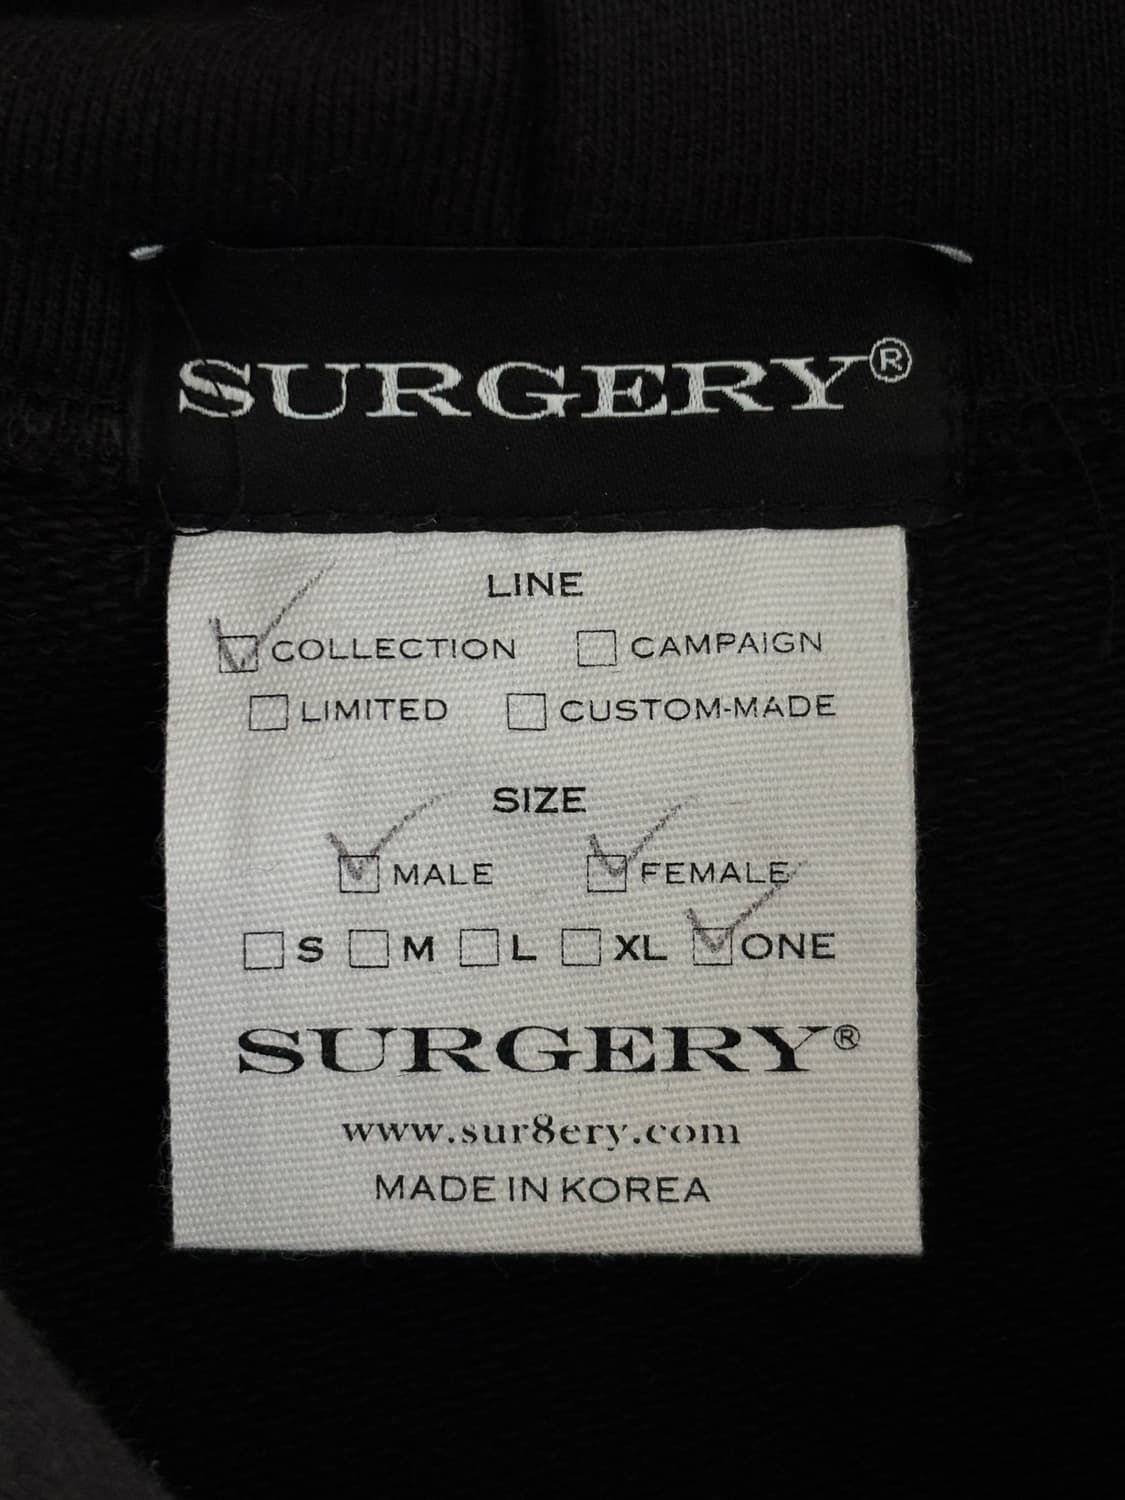 SURGERY®
LINE
COLLECTION CAMPAIGN
LIMITED CUSTOM-MADE
SIZE
MALE FEMALE
S M L XL ONE
SURGERY®
www.sur8ery.com
MADE IN KOREA